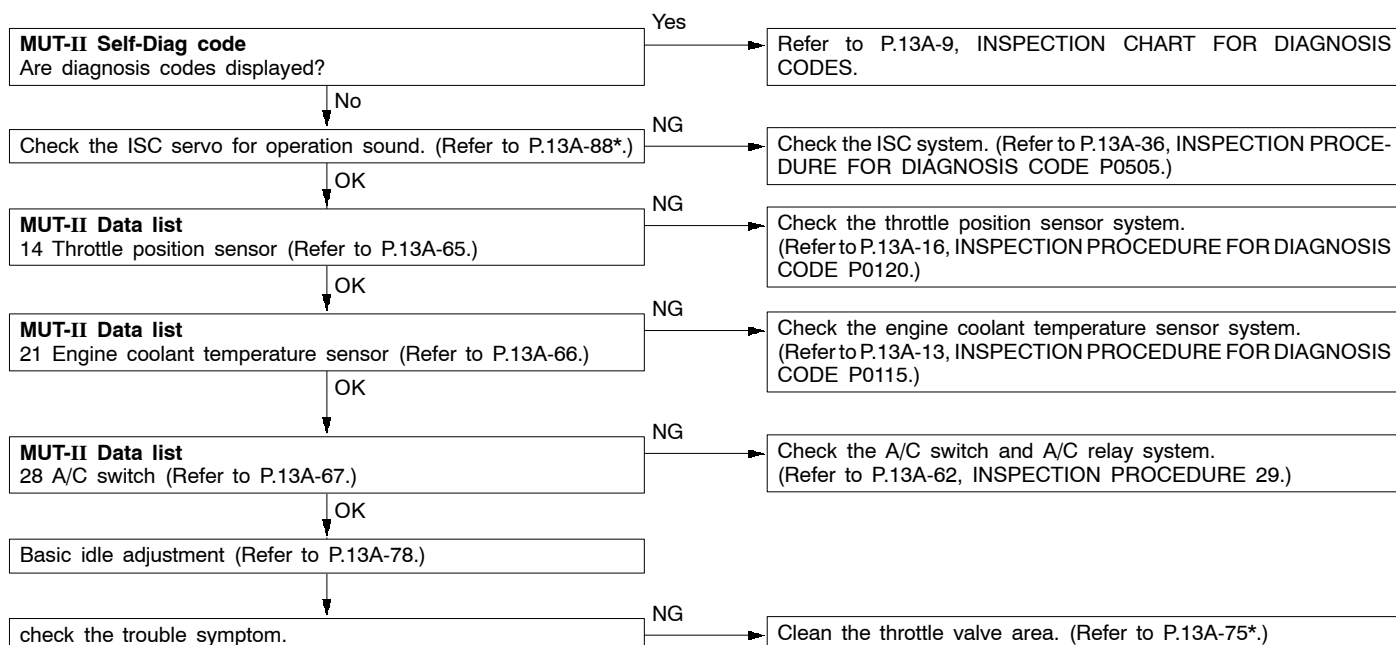 MUT-II Self-Diag code
Are diagnosis codes displayed?
Yes
Refer to P.13A-9, INSPECTION CHART FOR DIAGNOSIS
CODES.
No
Check the ISC servo for operation sound. (Refer to P.13A-88*.)
NG
Check the ISC system. (Refer to P.13A-36, INSPECTION PROCE-
DURE FOR DIAGNOSIS CODE P0505.)
OK
MUT-II Data list
14 Throttle position sensor (Refer to P.13A-65.)
NG
Check the throttle position sensor system.
(Refer to P.13A-16, INSPECTION PROCEDURE FOR DIAGNOSIS
CODE P0120.)
OK
MUT-II Data list
21 Engine coolant temperature sensor (Refer to P.13A-66.)
NG
Check the engine coolant temperature sensor system.
(Refer to P.13A-13, INSPECTION PROCEDURE FOR DIAGNOSIS
CODE P0115.)
OK
MUT-II Data list
28 A/C switch (Refer to P.13A-67.)
NG
Check the A/C switch and A/C relay system.
(Refer to P.13A-62, INSPECTION PROCEDURE 29.)
OK
Basic idle adjustment (Refer to P.13A-78.)
check the trouble symptom.
NG
Clean the throttle valve area. (Refer to P.13A-75*.)